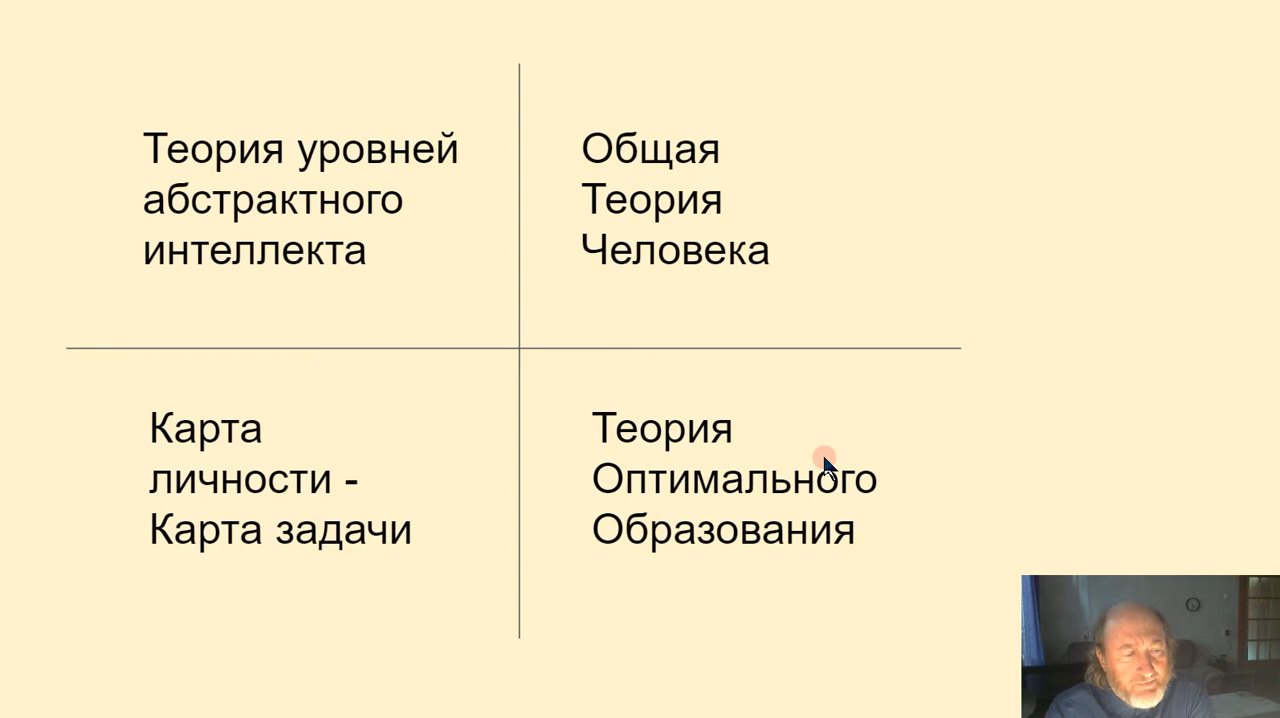 Теория уровней
абстрактного
интеллекта
Общая
Теория
Человека
Карта
личности -
Карта задачи
Теория
Оптимального
Образования